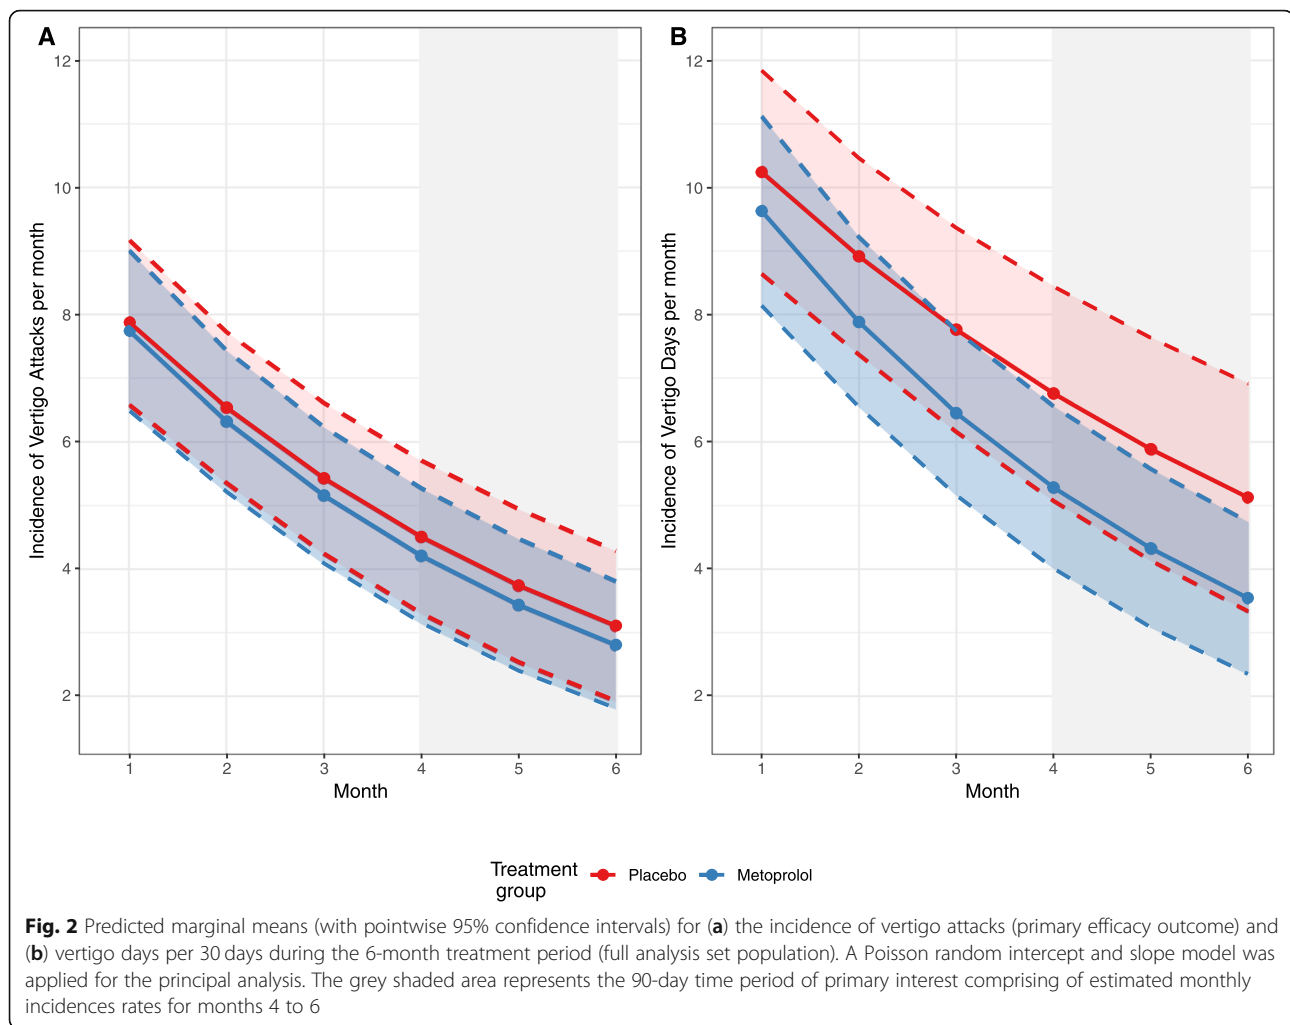 A
B
12
10
8
6
4
2
Incidence of Vertigo Attacks per month
1 2 3 4 5 6
Month
12
10
8
6
4
2
Incidence of Vertigo Days per month
1 2 3 4 5 6
Month
Treatment
group
Placebo
Metoprolol
Fig. 2 Predicted marginal means (with pointwise 95% confidence intervals) for (a) the incidence of vertigo attacks (primary efficacy outcome) and
(b) vertigo days per 30 days during the 6-month treatment period (full analysis set population). A Poisson random intercept and slope model was
applied for the principal analysis. The grey shaded area represents the 90-day time period of primary interest comprising of estimated monthly
incidences rates for months 4 to 6